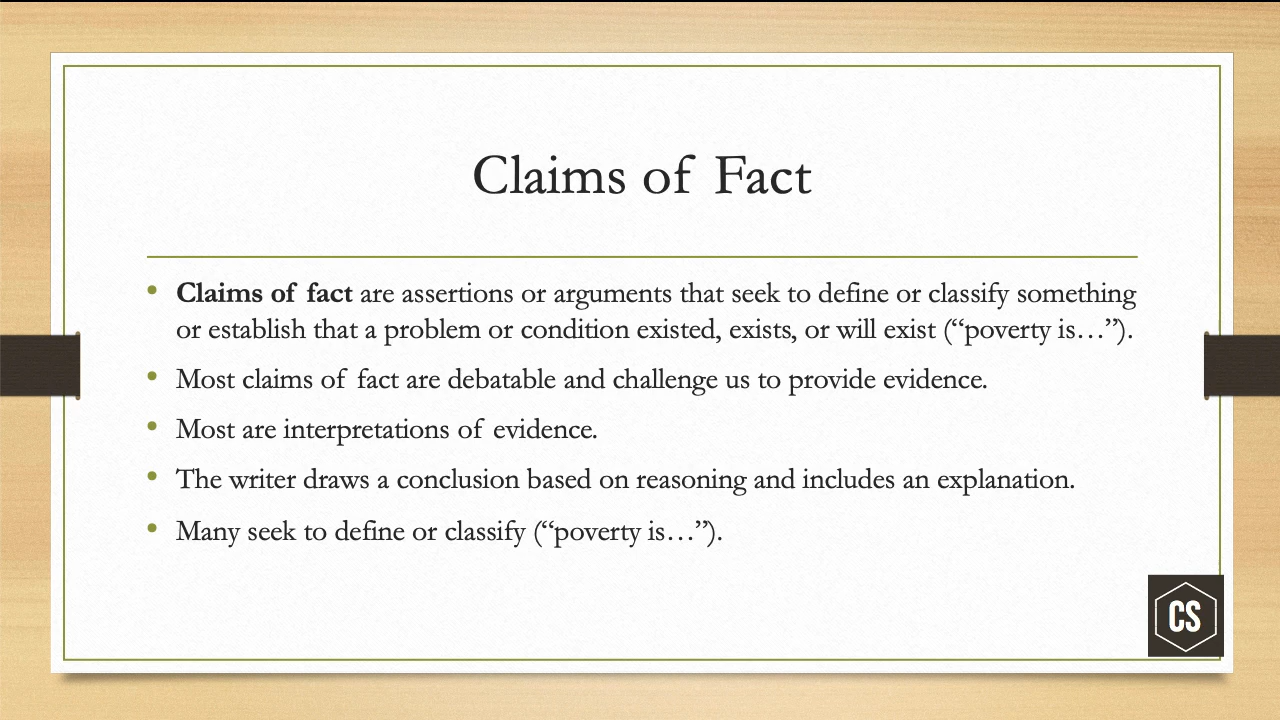 Claims of Fact
• Claims of fact are assertions or arguments that seek to define or classify something
or establish that a problem or condition existed, exists, or will exist (“poverty is…”).
• Most claims of fact are debatable and challenge us to provide evidence.
• Most are interpretations of evidence.
• The writer draws a conclusion based on reasoning and includes an explanation.
• Many seek to define or classify (“poverty is…”).
CS